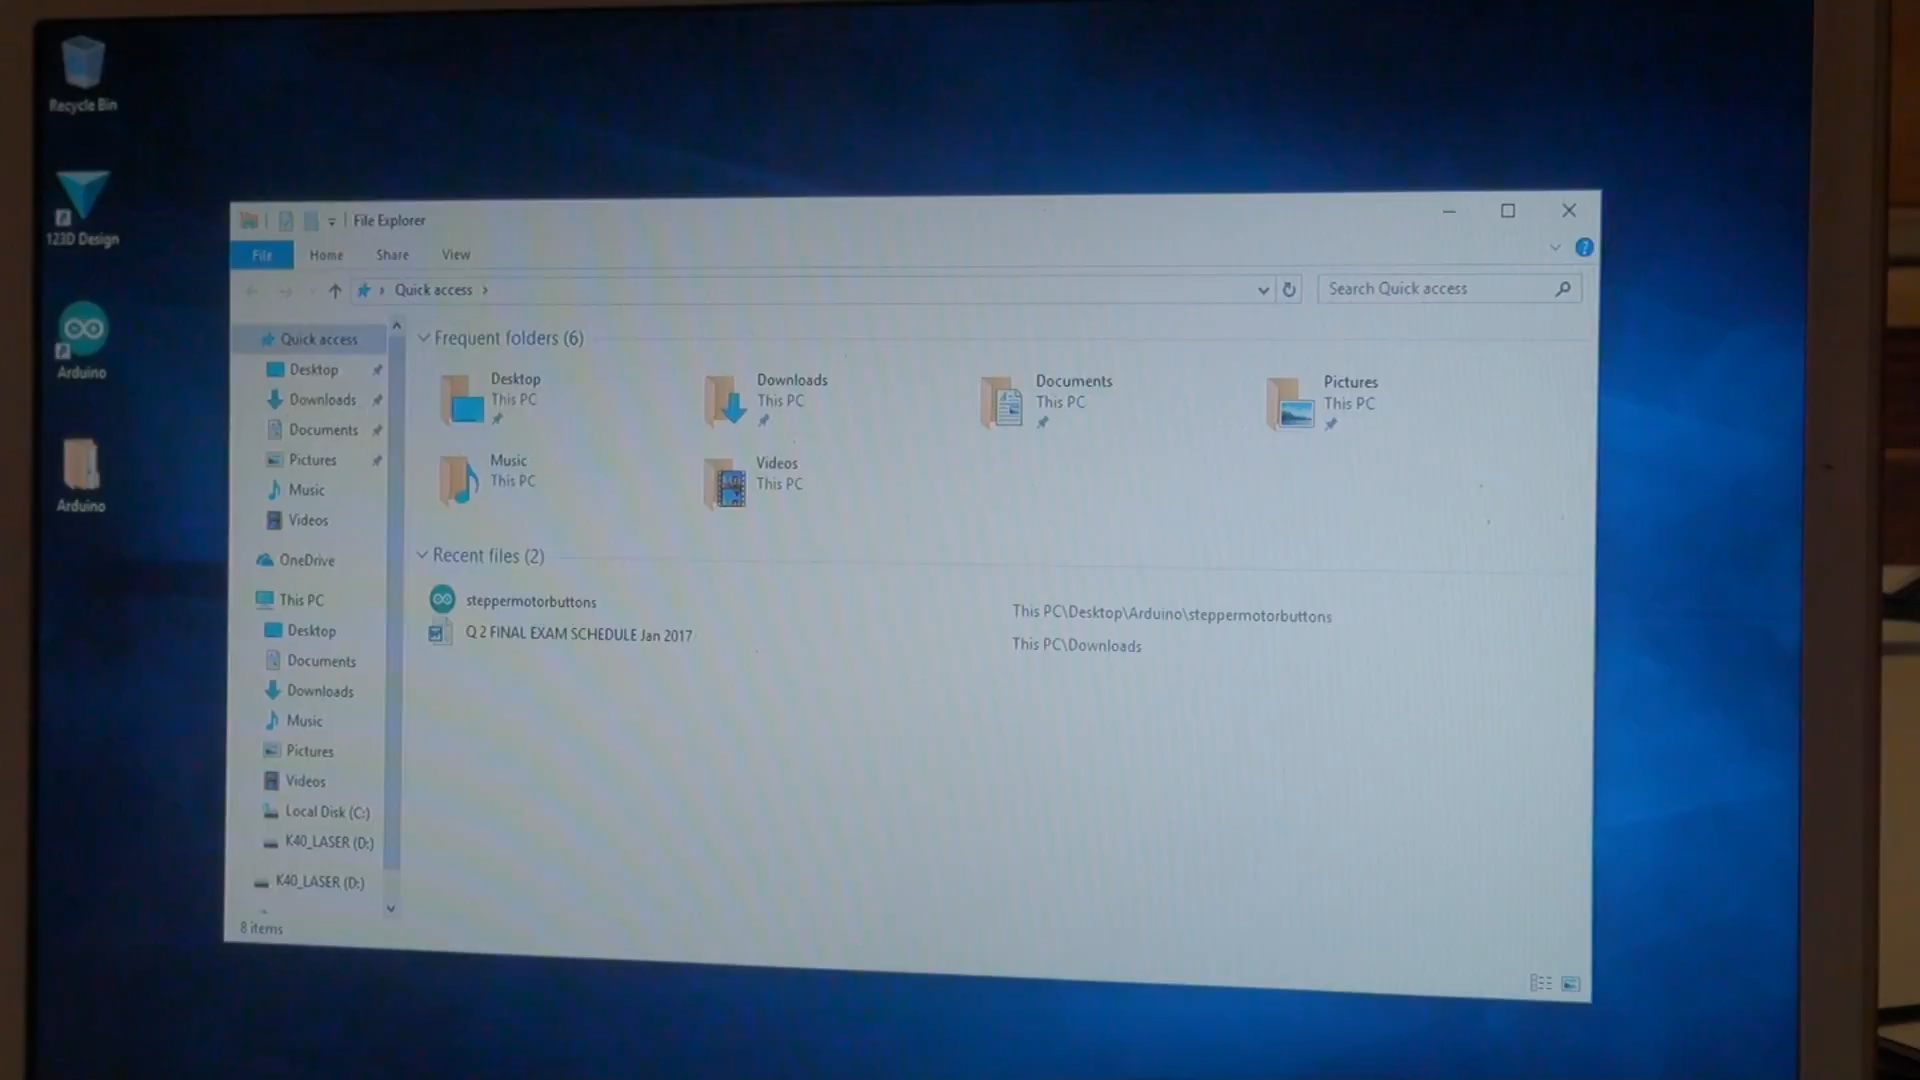 Recycle Bin
123D Design
Arduino
Arduino
File Explorer
File Home Share View
Quick access
Search Quick access
Quick access
Desktop
Downloads
Documents
Pictures
Music
Videos
OneDrive
This PC
Desktop
Documents
Downloads
Music
Pictures
Videos
Local Disk (C:)
K40_LASER (D:)
K40_LASER (D:)
8 items
Frequent folders (6)
Desktop
This PC
Downloads
This PC
Documents
This PC
Pictures
This PC
Music
This PC
Videos
This PC
Recent files (2)
steppermotorbuttons This PC\Desktop\Arduino\steppermotorbuttons
Q 2 FINAL EXAM SCHEDULE Jan 2017 This PC\Downloads